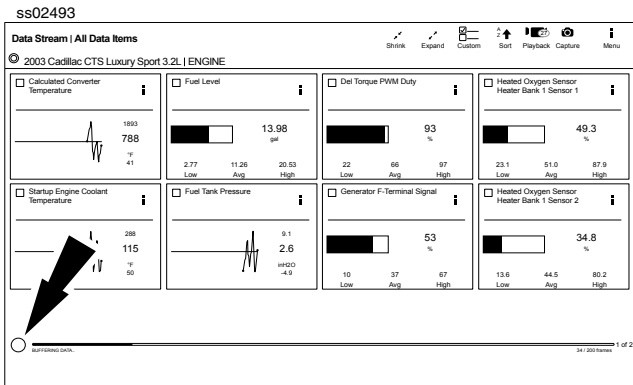 ss02493
Data Stream | All Data Items
Shrink
Expand
Custom
A
Z
Sort
Playback
Capture
Menu
2003 Cadillac CTS Luxury Sport 3.2L | ENGINE
Calculated Converter
Temperature
1893
788
°F
41
Fuel Level
13.98
gal
2.77 11.26 20.53
Low Avg High
Del Torque PWM Duty
93
%
22 66 97
Low Avg High
Heated Oxygen Sensor
Heater Bank 1 Sensor 1
49.3
%
23.1 51.0 87.9
Low Avg High
Startup Engine Coolant
Temperature
288
115
°F
50
Fuel Tank Pressure
9.1
2.6
inH2O
-4.9
Generator F-Terminal Signal
53
%
10 37 67
Low Avg High
Heated Oxygen Sensor
Heater Bank 1 Sensor 2
34.8
%
13.6 44.5 80.2
Low Avg High
BUFFERING DATA..
34 / 200 frames
1 of 2